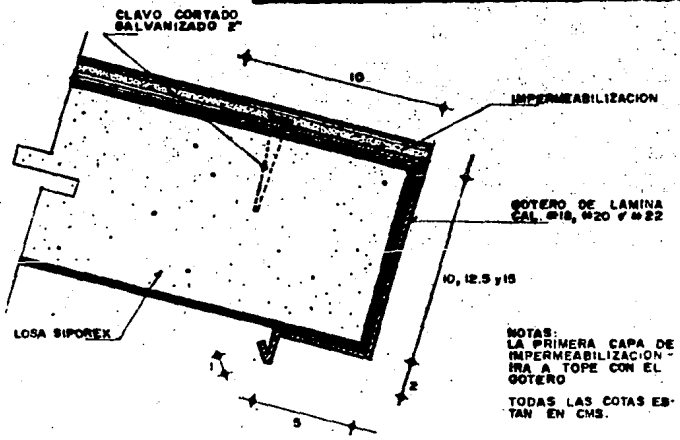 CLAVO CORTADO
GALVANIZADO 2"
10
IMPERMEABILIZACION
GOTERO DE LAMINA
CAL. #18, #20 ó #22
10, 12.5 y 15
LOSA SIPOREX
1
5
2
NOTAS:
LA PRIMERA CAPA DE
IMPERMEABILIZACION -
IRA A TOPE CON EL
GOTERO
TODAS LAS COTAS ES-
TAN EN CMS.